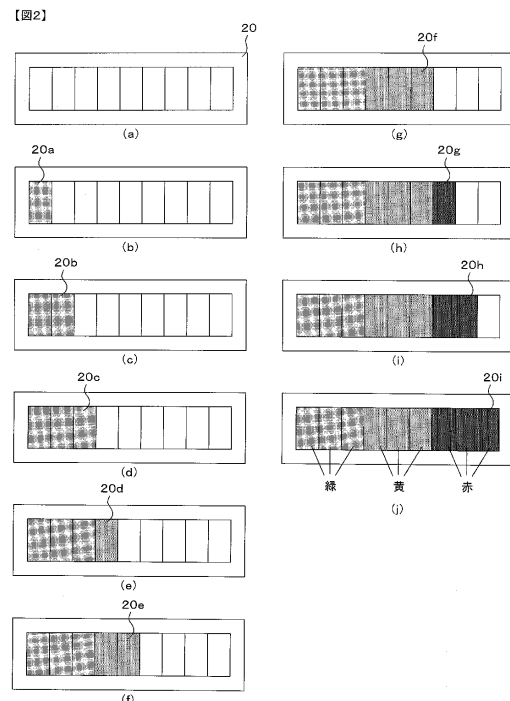 【図2】
20
(a)
20a
(b)
20b
(c)
20c
(d)
20d
(e)
20e
(f)
20f
(g)
20g
(h)
20h
(i)
20i
緑 黄 赤
(j)